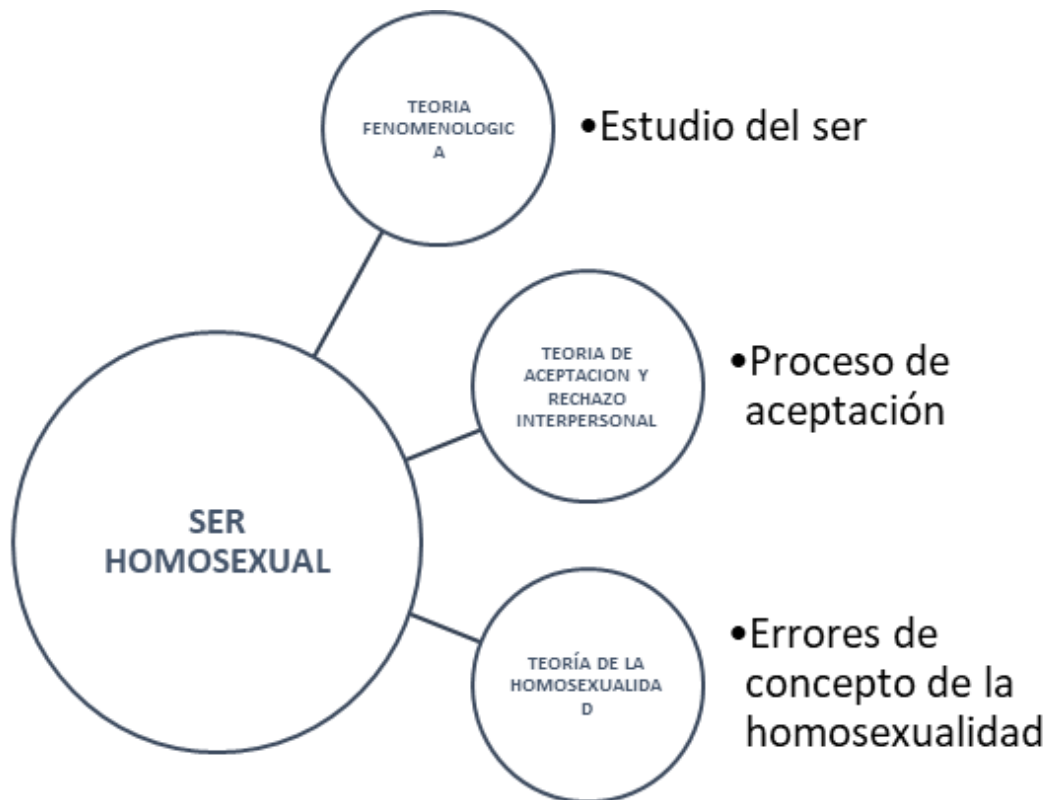 TEORIA
FENOMENOLOGIC
A
•Estudio del ser
TEORIA DE
ACEPTACION Y
RECHAZO
INTERPERSONAL
•Proceso de
aceptación
SER
HOMOSEXUAL
TEORÍA DE LA
HOMOSEXUALIDA
D
•Errores de
concepto de la
homosexualidad